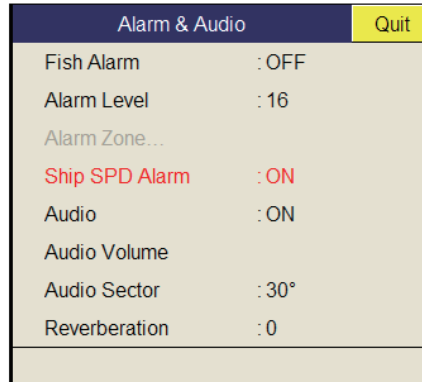 Alarm & Audio Quit
Fish Alarm : OFF
Alarm Level : 16
Alarm Zone...
Ship SPD Alarm : ON
Audio : ON
Audio Volume
Audio Sector : 30°
Reverberation : 0